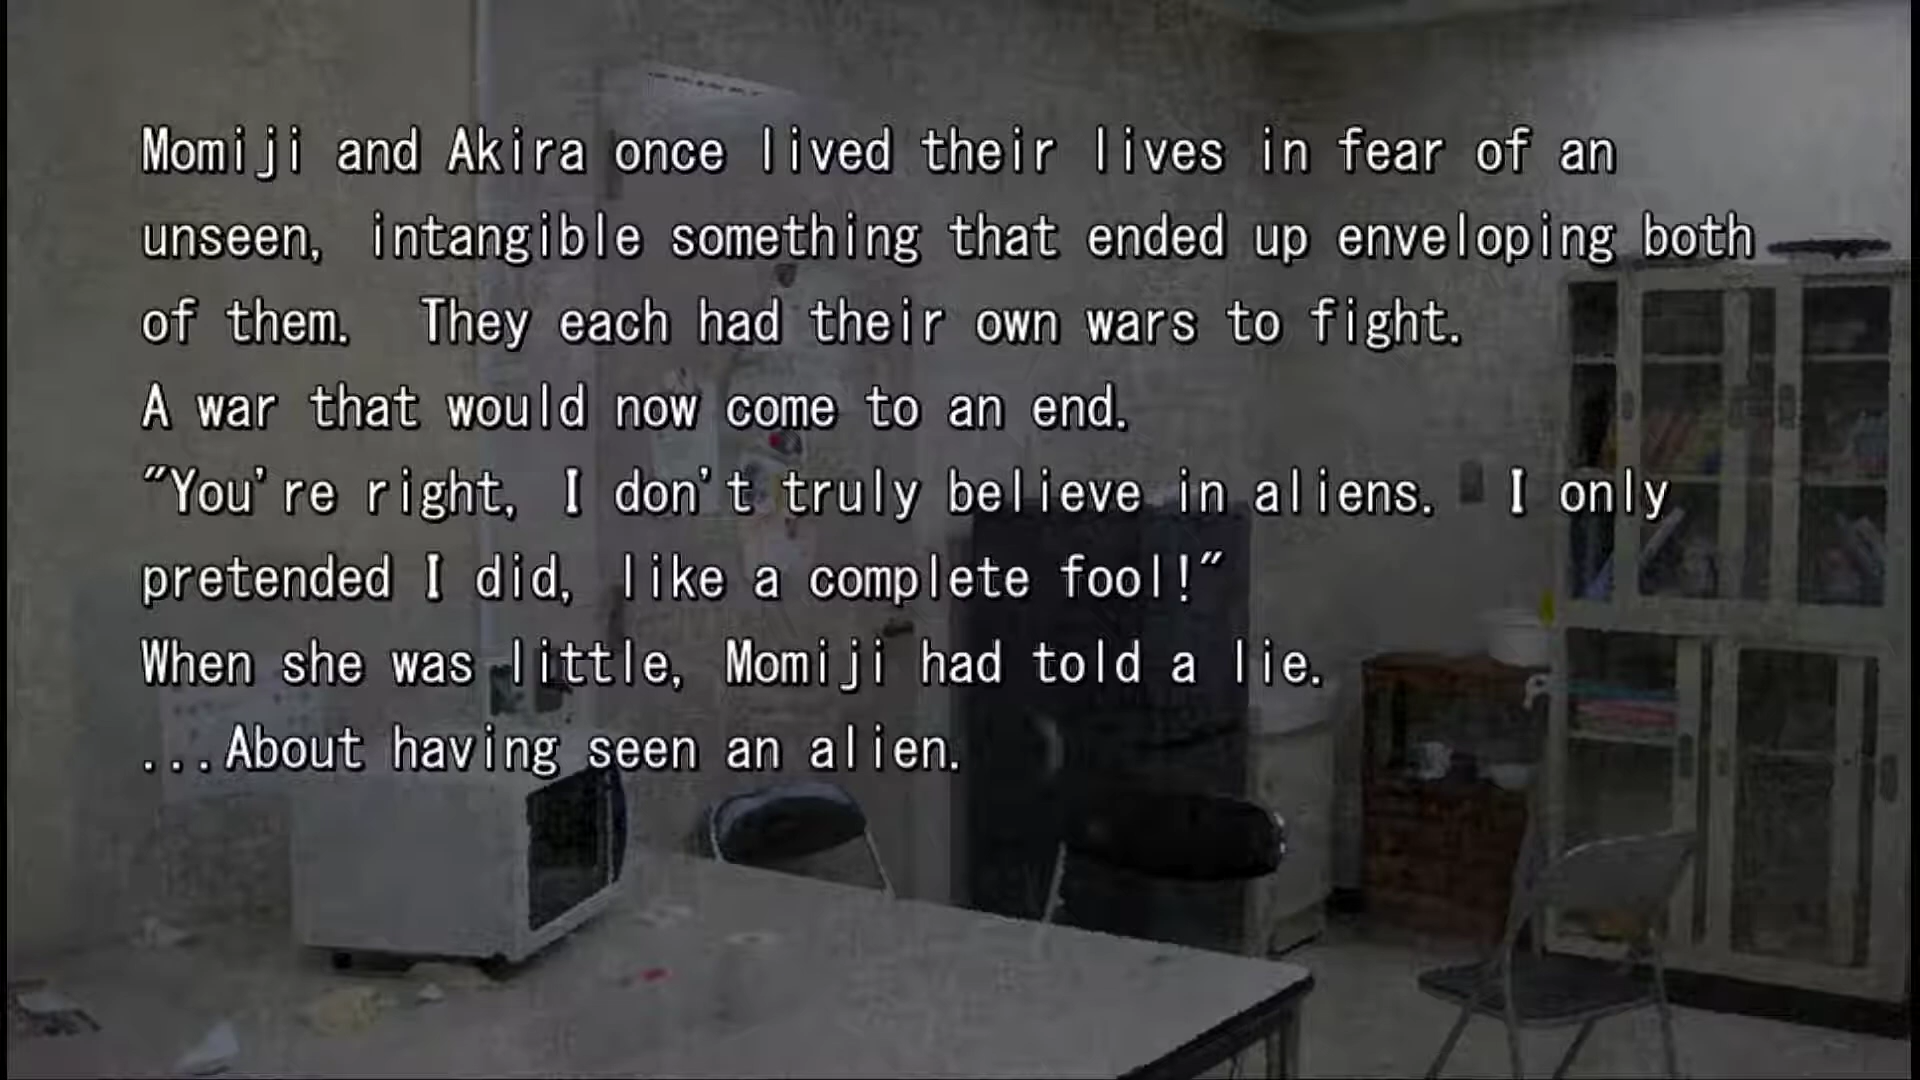 Momiji and Akira once lived their lives in fear of an
unseen, intangible something that ended up enveloping both
of them.  They each had their own wars to fight.
A war that would now come to an end.
"You're right, I don't truly believe in aliens.  I only
pretended I did, like a complete fool!"
When she was little, Momiji had told a lie.
...About having seen an alien.